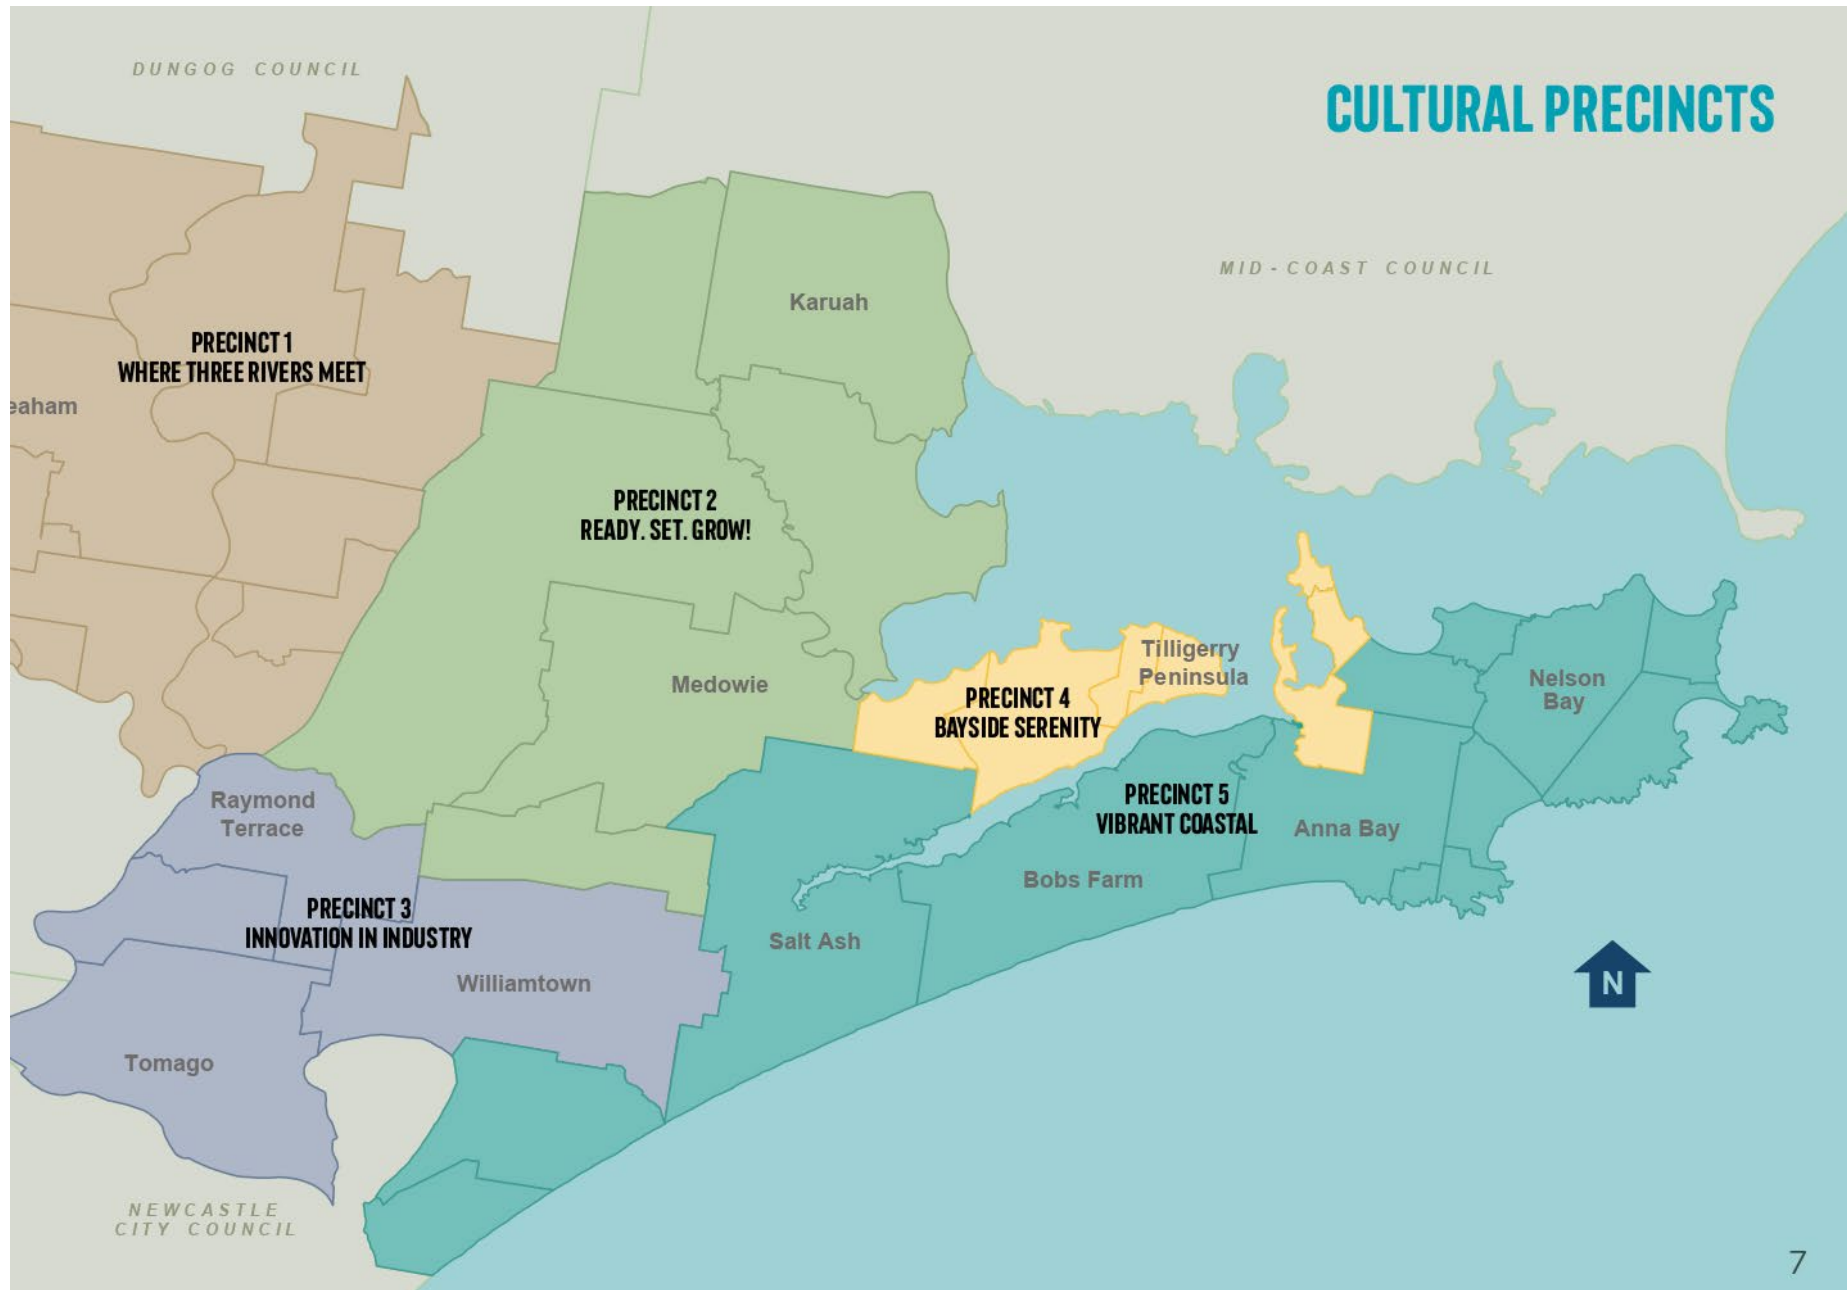 DUNGOG COUNCIL
CULTURAL PRECINCTS
MID-COAST COUNCIL
Karuah
PRECINCT 1
WHERE THREE RIVERS MEET
eaham
PRECINCT 2
READY. SET. GROW!
Medowie
Tilligerry
Peninsula
PRECINCT 4
BAYSIDE SERENITY
Nelson
Bay
Raymond
Terrace
PRECINCT 5
VIBRANT COASTAL
Anna Bay
Bobs Farm
PRECINCT 3
INNOVATION IN INDUSTRY
Salt Ash
Williamtown
N
Tomago
NEWCASTLE
CITY COUNCIL
7